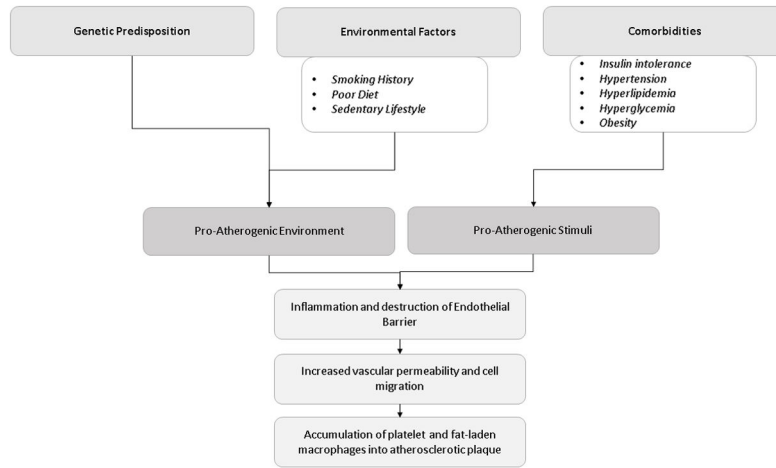 Genetic Predisposition
Environmental Factors
• Smoking History
• Poor Diet
• Sedentary Lifestyle
Comorbidities
• Insulin intolerance
• Hypertension
• Hyperlipidemia
• Hyperglycemia
• Obesity
Pro-Atherogenic Environment
Pro-Atherogenic Stimuli
Inflammation and destruction of Endothelial
Barrier
Increased vascular permeability and cell
migration
Accumulation of platelet and fat-laden
macrophages into atherosclerotic plaque